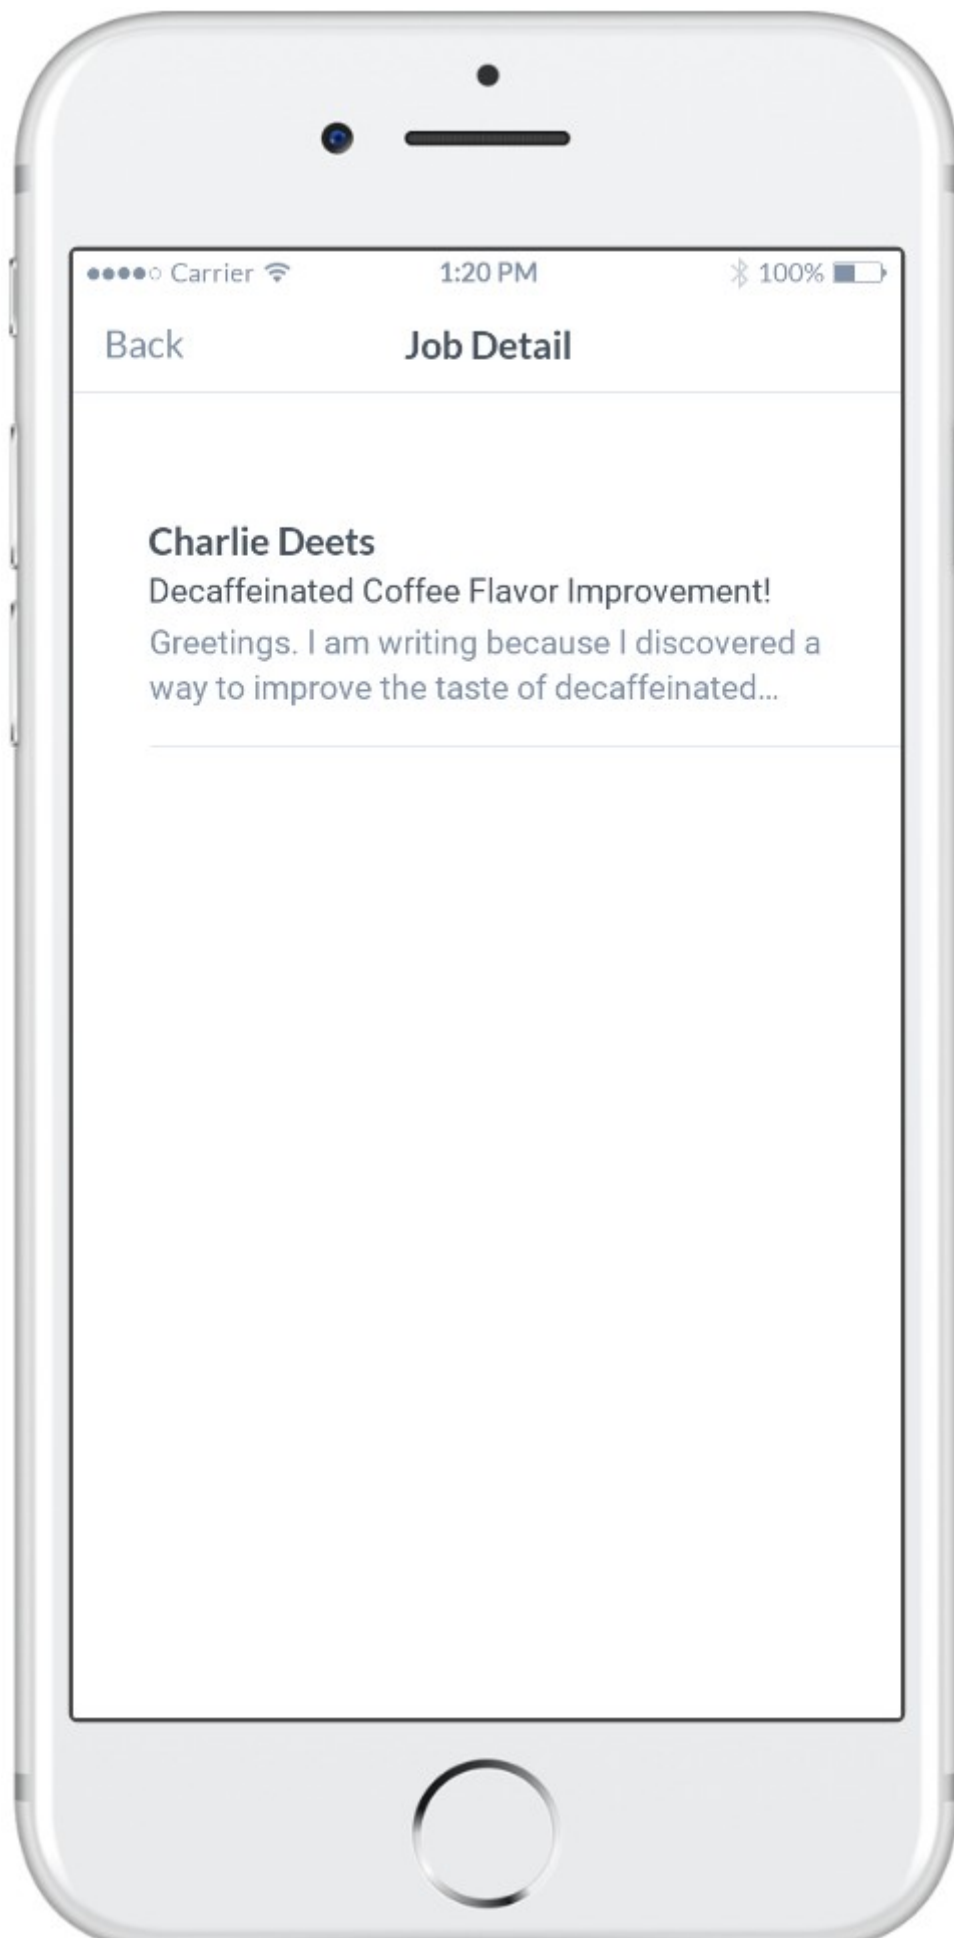 Carrier 1:20 PM 100%
Back Job Detail
Charlie Deets
Decaffeinated Coffee Flavor Improvement!
Greetings. I am writing because I discovered a
way to improve the taste of decaffeinated...